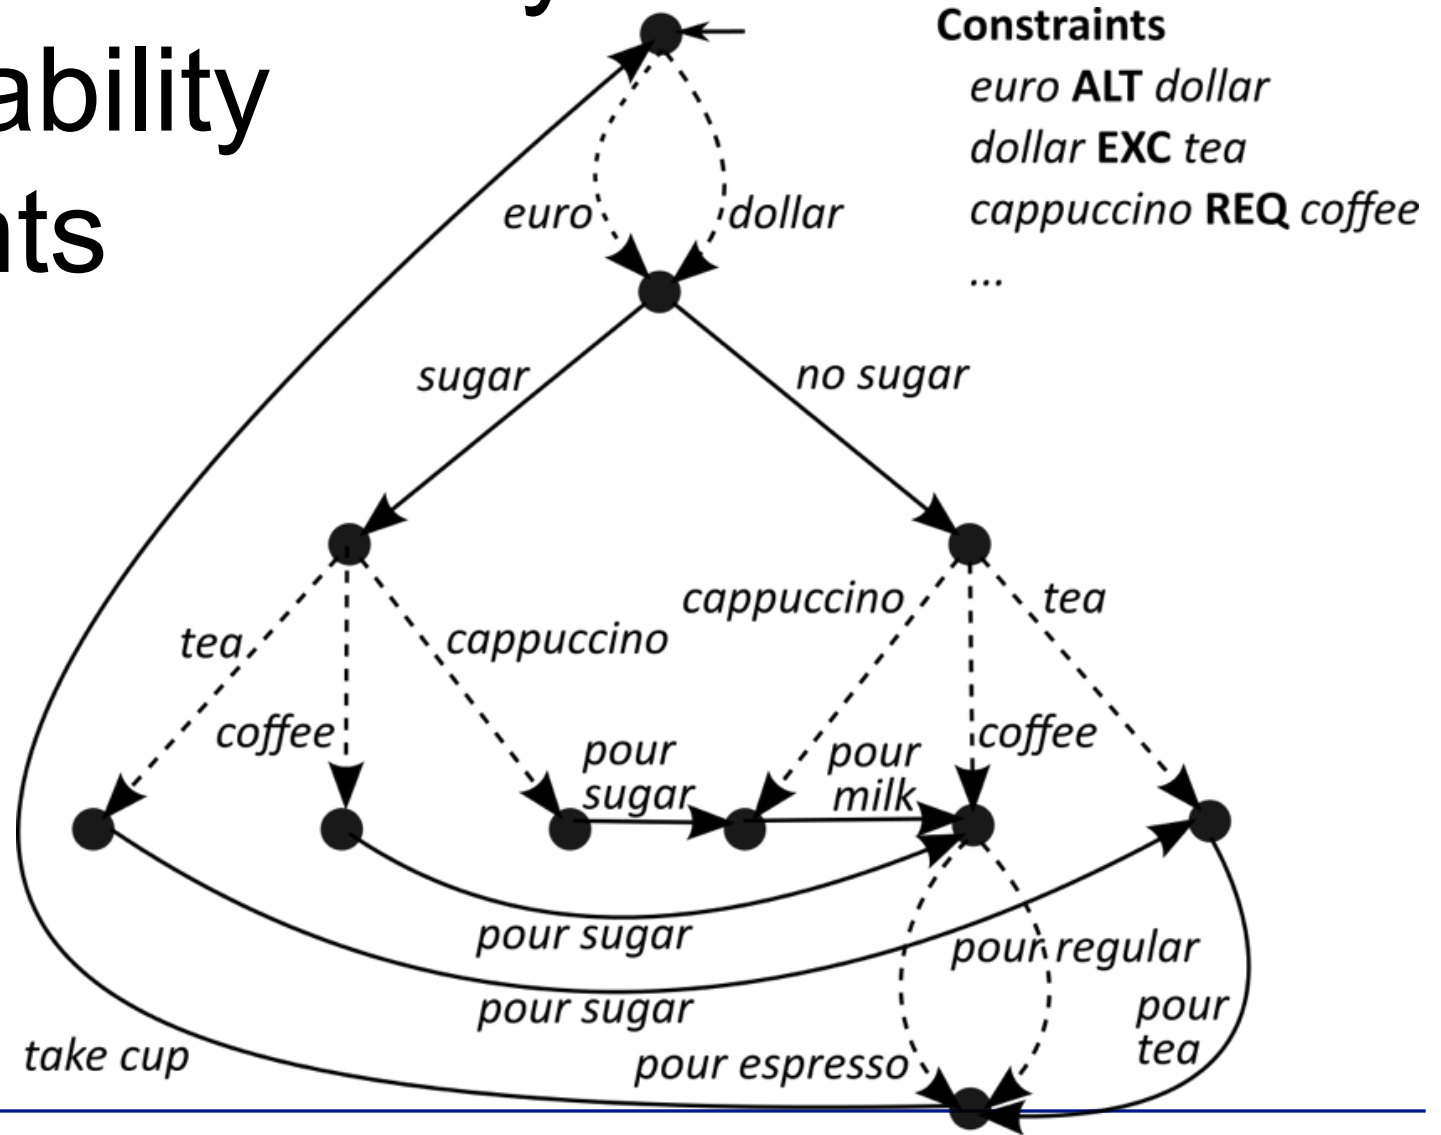 ability
nts
Constraints
euro ALT dollar
dollar EXC tea
cappuccino REQ coffee
...
euro
dollar
sugar
no sugar
tea
coffee
cappuccino
cappuccino
coffee
tea
pour
sugar
pour
milk
pour sugar
pour sugar
pour regular
pour
tea
pour espresso
take cup